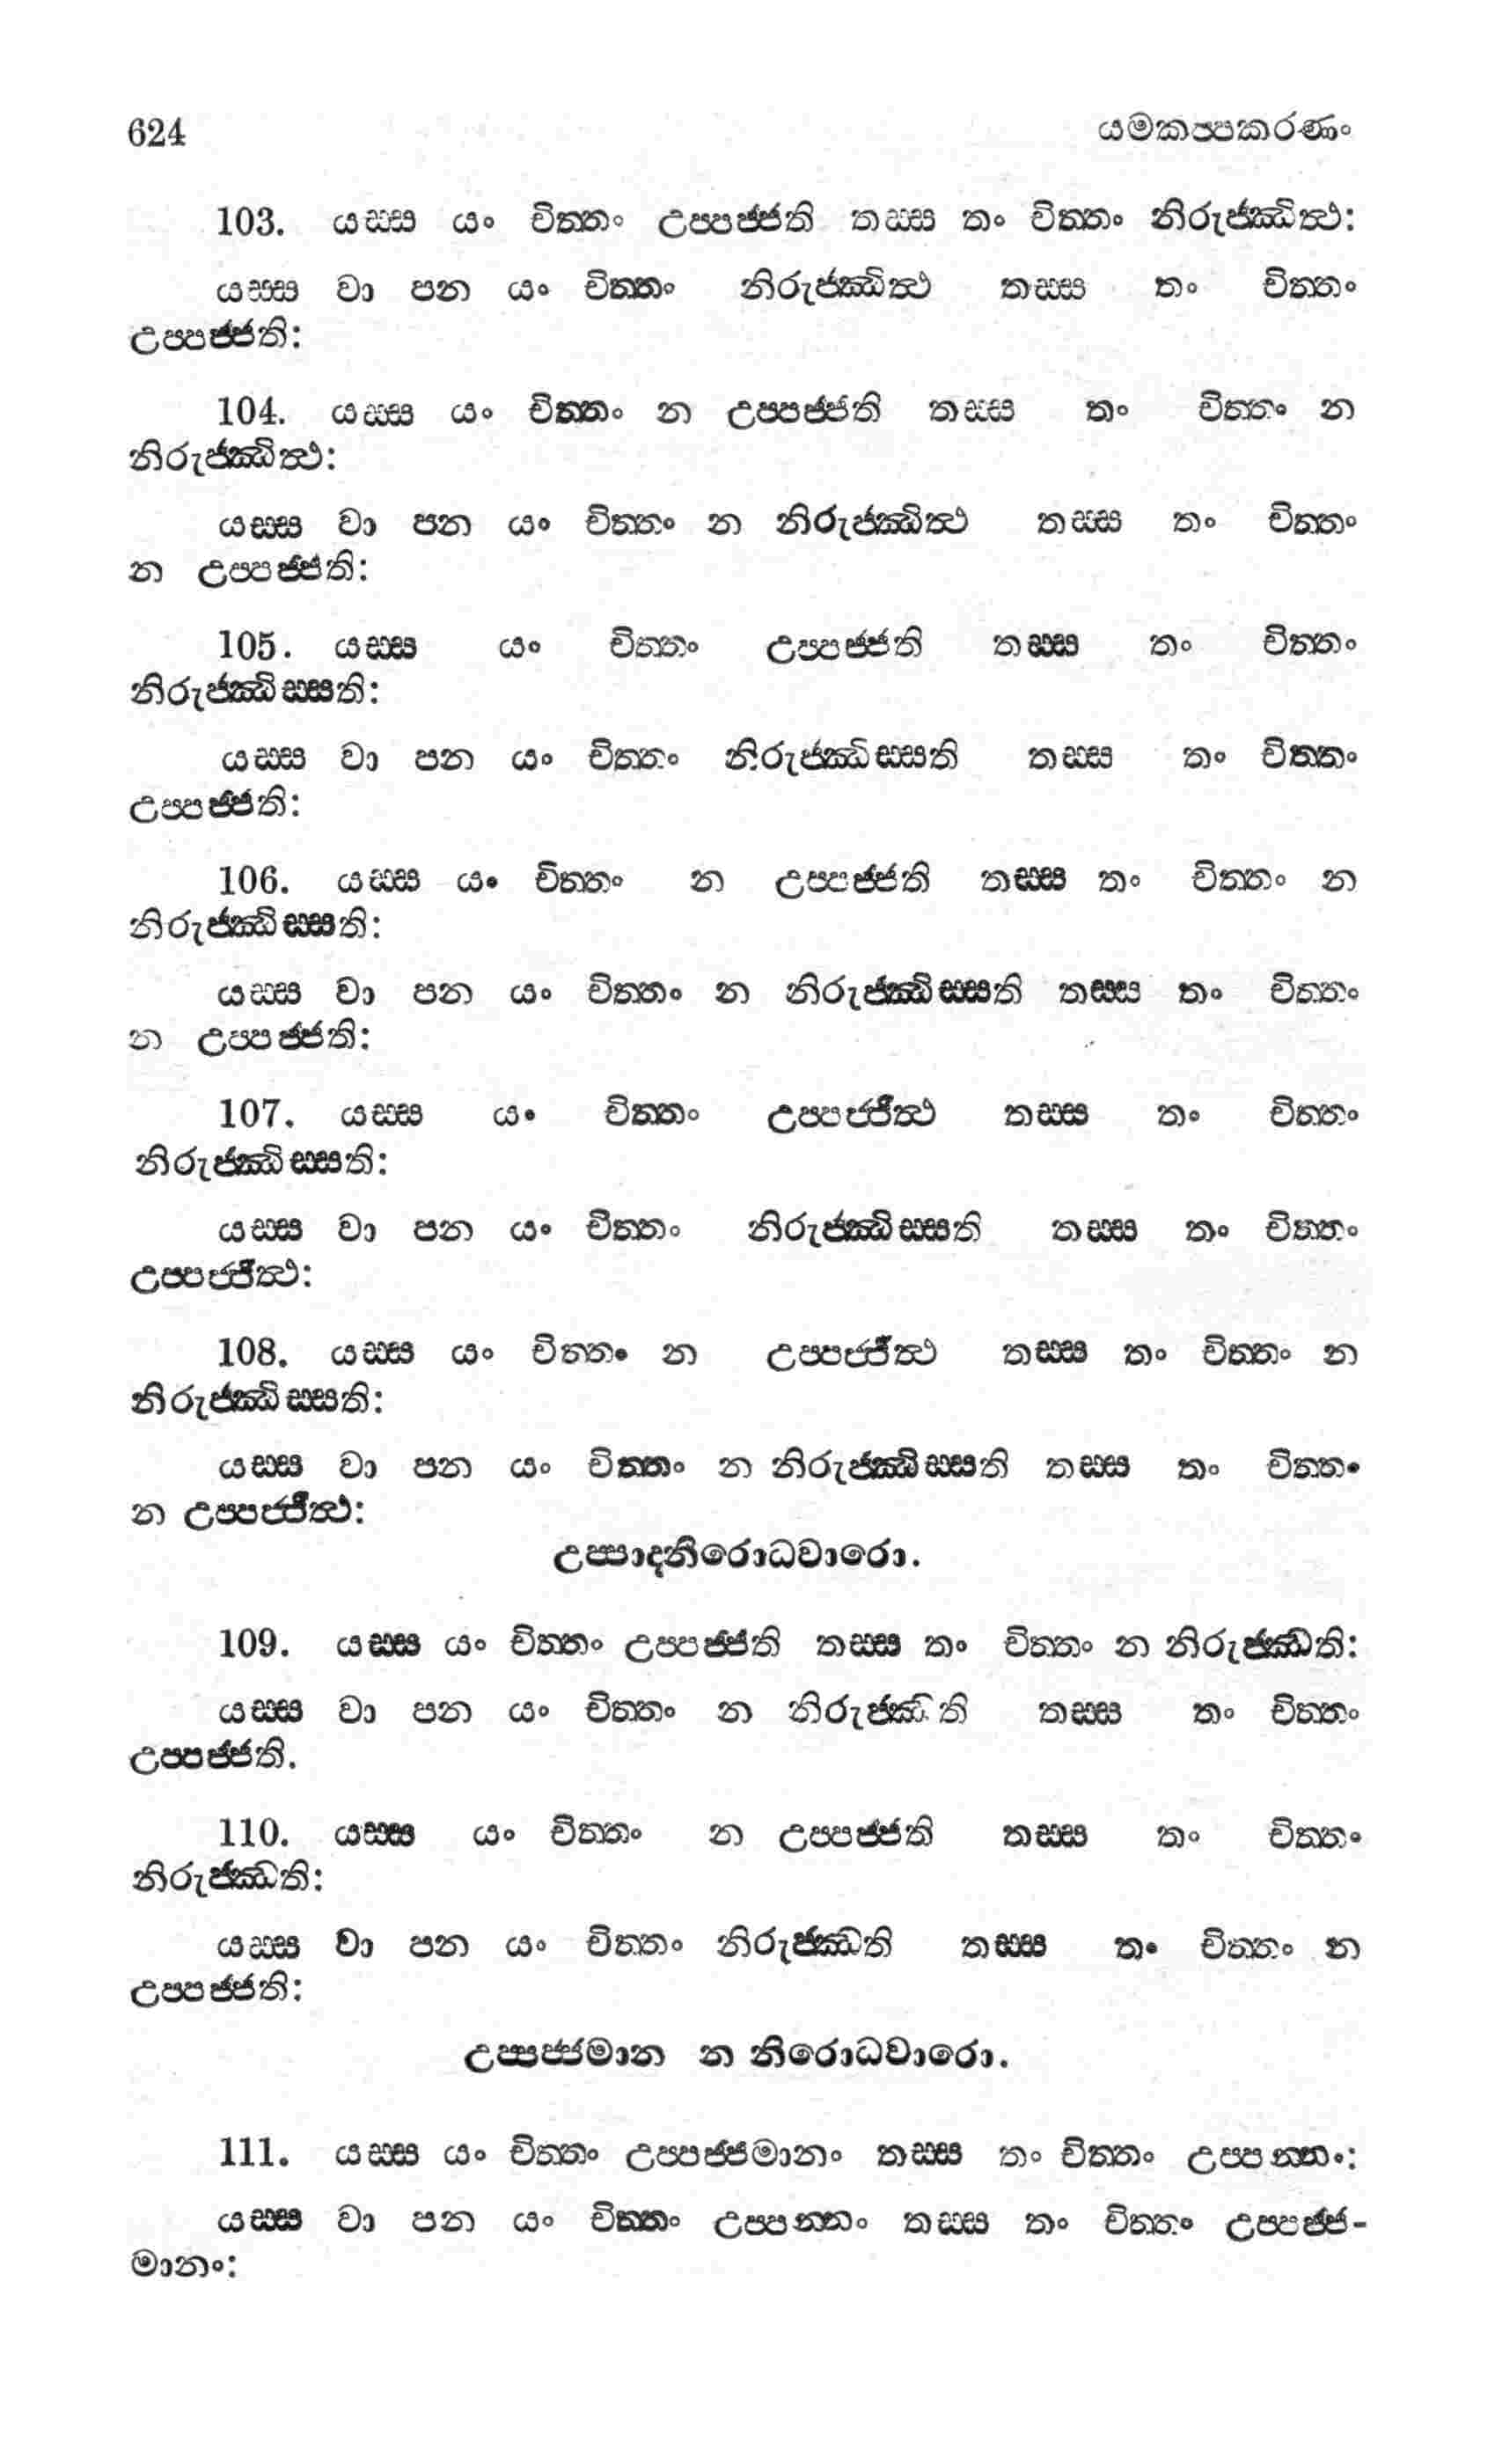 624 යමකප‍්පකරණං
103. යස‍්ස යං චිත‍්තං උප‍්පජ‍්ජති තස‍්ස තං චිත‍්තං නිරුජ‍්ඣිත්‍ථ:
යස‍්ස වා පන යං චිත‍්තං නිරුජ‍්ඣිත්‍ථ තස‍්ස තං චිත‍්තං
උප‍්පජ‍්ජති:
104. යස‍්ස යං චිත‍්තං න උප‍්පජ‍්ජති තස‍්ස තං චිත‍්තං න
නිරුජ‍්ඣිත්‍ථ:
යස‍්ස වා පන යං චිත‍්තං න නිරුජ‍්ඣිත්‍ථ තස‍්ස තං චිත‍්තං
න උප‍්පජ‍්ජති:
105. යස‍්ස යං චිත‍්තං උප‍්පජ‍්ජති තස‍්ස තං චිත‍්තං
නිරුජ‍්ඣිස‍්සති:
යස‍්ස වා පන යං චිත‍්තං නිරුජ‍්ඣිස‍්සති තස‍්ස තං චිත‍්තං
උප‍්පජ‍්ජති:
106. යස‍්ස යං චිත‍්තං න උප‍්පජ‍්ජති තස‍්ස තං චිත‍්තං න
නිරුජ‍්ඣිස‍්සති:
යස‍්ස වා පන යං චිත‍්තං න නිරුජ‍්ඣිස‍්සති තස‍්ස තං චිත‍්තං
න උප‍්පජ‍්ජති:
107. යස‍්ස යං චිත‍්තං උප‍්පජ‍්ජිත්‍ථ තස‍්ස තං චිත‍්තං
නිරුජ‍්ඣිස‍්සති:
යස‍්ස වා පන යං චිත‍්තං නිරුජ‍්ඣිස‍්සති තස‍්ස තං චිත‍්තං
උප‍්පජ‍්ජිත්‍ථ:
108. යස‍්ස යං චිත‍්තං න උප‍්පජ‍්ජිත්‍ථ තස‍්ස තං චිත‍්තං න
නිරුජ‍්ඣිස‍්සති:
යස‍්ස වා පන යං චිත‍්තං න නිරුජ‍්ඣිස‍්සති තස‍්ස තං චිත‍්තං
න උප‍්පජ‍්ජිත්‍ථ:
උප‍්පාදනිරොධවාරො.
109. යස‍්ස යං චිත‍්තං උප‍්පජ‍්ජති තස‍්ස තං චිත‍්තං න නිරුජ‍්ඣති:
යස‍්ස වා පන යං චිත‍්තං න නිරුජ‍්ඣති තස‍්ස තං චිත‍්තං
උප‍්පජ‍්ජති.
110. යස‍්ස යං චිත‍්තං න උප‍්පජ‍්ජති තස‍්ස තං චිත‍්තං
නිරුජ‍්ඣති:
යස‍්ස වා පන යං චිත‍්තං නිරුජ‍්ඣති තස‍්ස තං චිත‍්තං න
උප‍්පජ‍්ජති:
උප‍්පජ‍්ජමාන න නිරොධවාරො.
111. යස‍්ස යං චිත‍්තං උප‍්පජ‍්ජමානං තස‍්ස තං චිත‍්තං උප‍්පන‍්නං:
යස‍්ස වා පන යං චිත‍්තං උප‍්පන‍්නං තස‍්ස තං චිත‍්තං උප‍්පජ‍්ජ-
මානං: